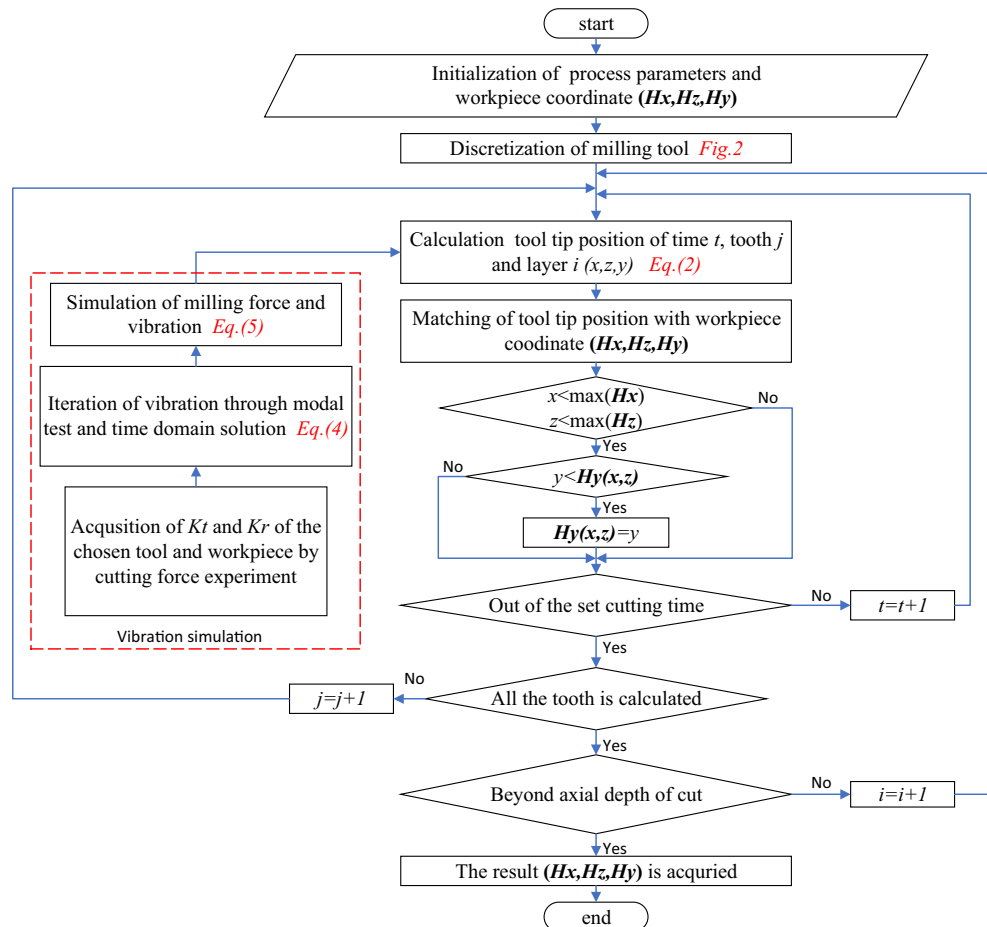 start
Initialization of process parameters and
workpiece coordinate (Hx,Hz,Hy)
Discretization of milling tool Fig.2
Calculation tool tip position of time t, tooth j
and layer i (x,z,y) Eq.(2)
Simulation of milling force and
vibration Eq.(5)
Matching of tool tip position with workpiece
coodinate (Hx,Hz,Hy)
Iteration of vibration through modal
test and time domain solution Eq.(4)
x<max(Hx)
z<max(Hz)
No
Yes
No
y<Hy(x,z)
Yes
Acqusition of Kt and Kr of the
chosen tool and workpiece by
cutting force experiment
Hy(x,z)=y
Vibration simulation
Out of the set cutting time
No
t=t+1
Yes
All the tooth is calculated
No
j=j+1
Yes
Beyond axial depth of cut
No
i=i+1
Yes
The result (Hx,Hz,Hy) is acquried
end